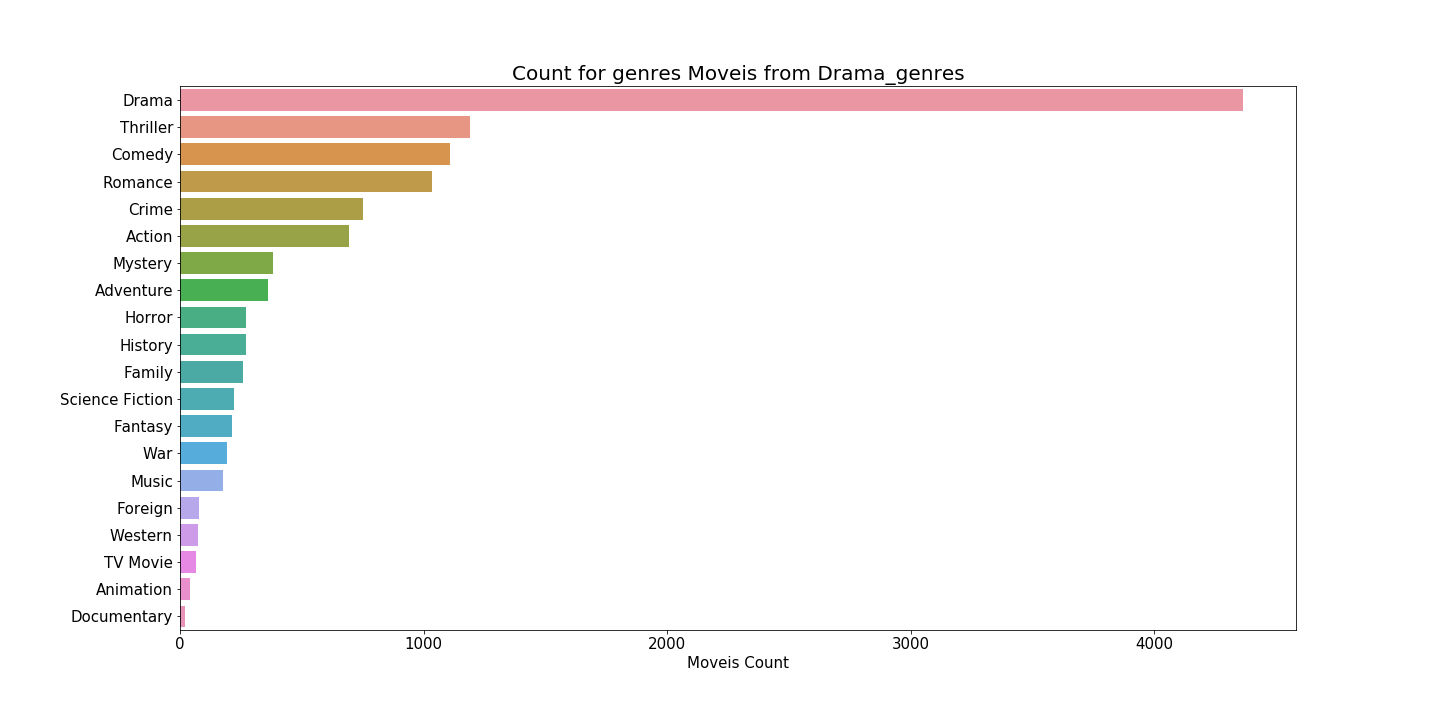 Count for genres Moveis from Drama_genres
Drama
Thriller
Comedy
Romance
Crime
Action
Mystery
Adventure
Horror
History
Family
Science Fiction
Fantasy
War
Music
Foreign
Western
TV Movie
Animation
Documentary
0 1000 2000 3000 4000
Moveis Count